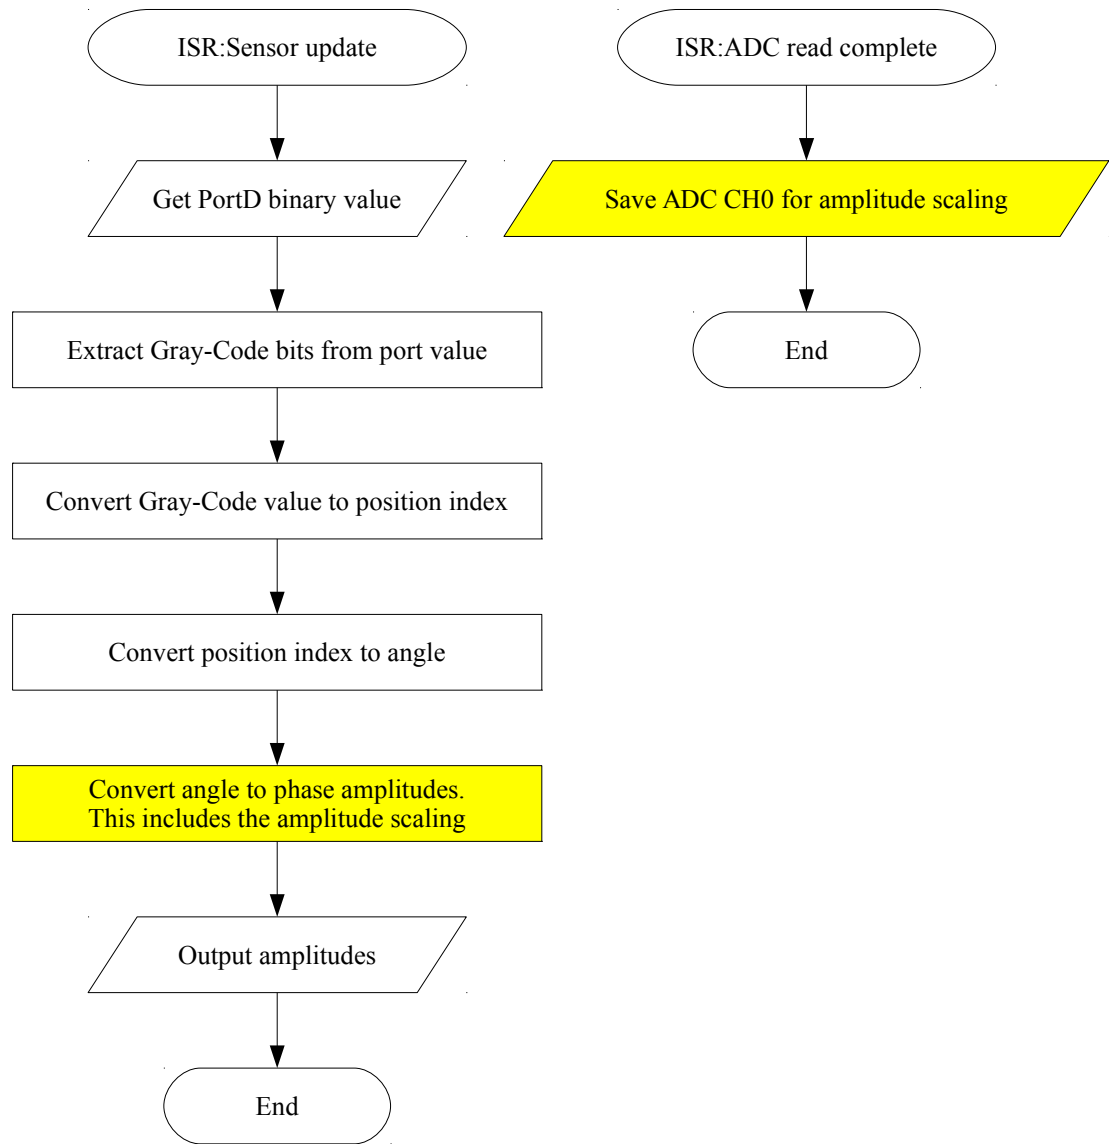 ISR:Sensor update
Get PortD binary value
Extract Gray-Code bits from port value
Convert Gray-Code value to position index
Convert position index to angle
Convert angle to phase amplitudes.
This includes the amplitude scaling
Output amplitudes
End
ISR:ADC read complete
Save ADC CH0 for amplitude scaling
End